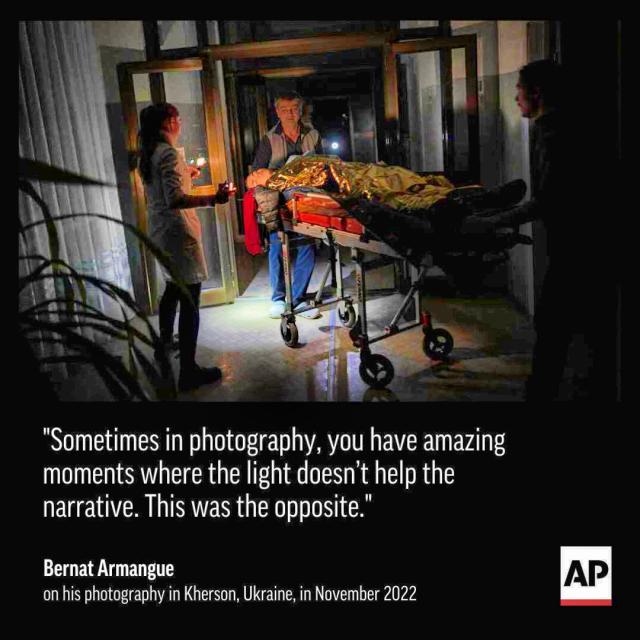 "Sometimes in photography, you have amazing
moments where the light doesn’t help the
narrative. This was the opposite."
Bernat Armangue
on his photography in Kherson, Ukraine, in November 2022
AP